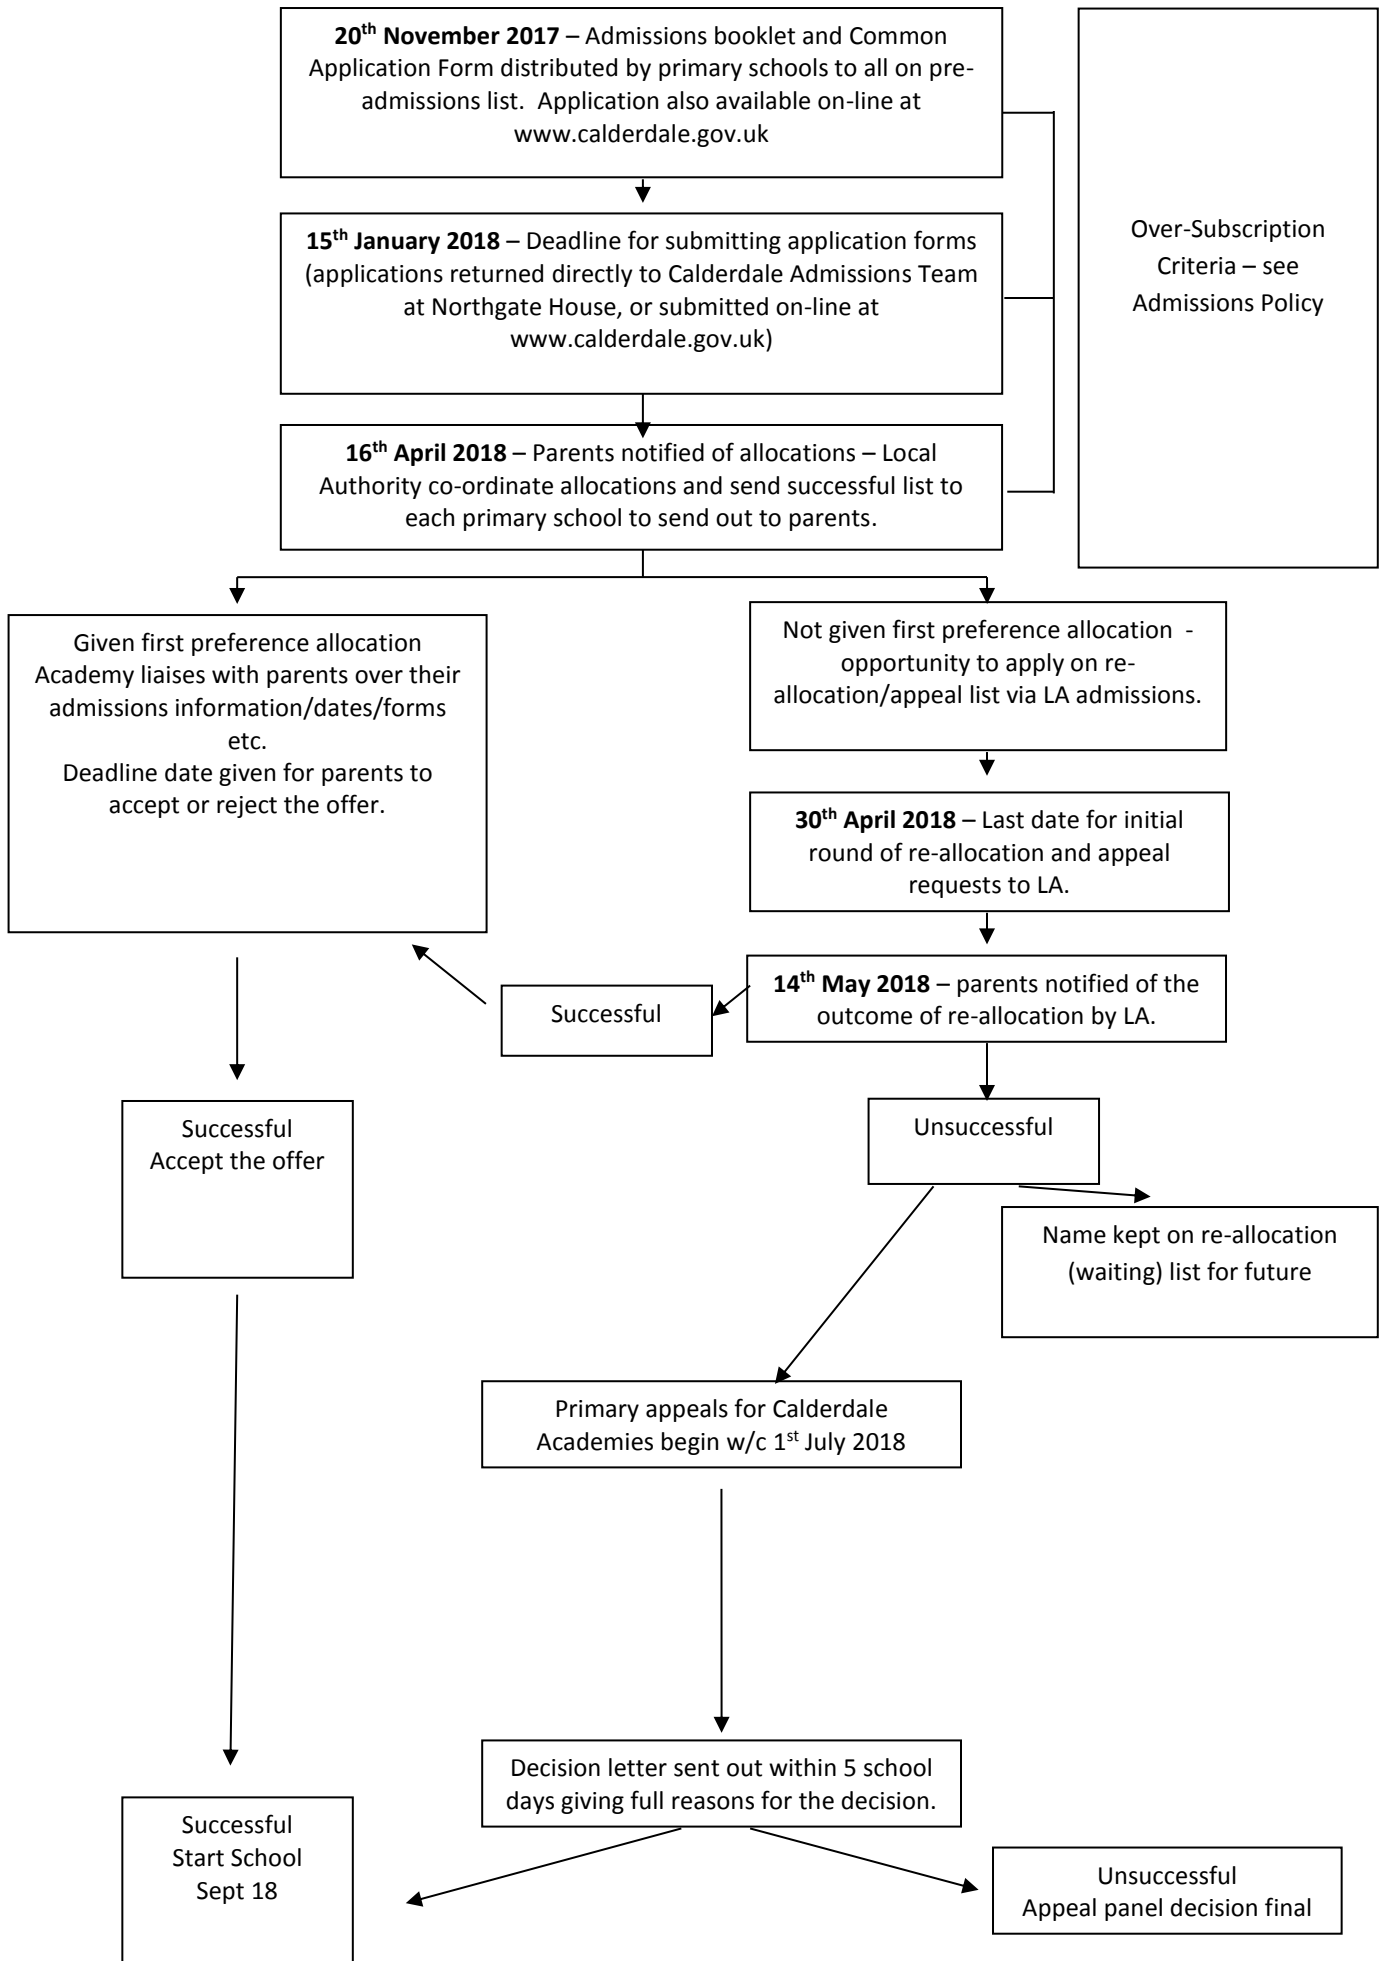 20th November 2017 – Admissions booklet and Common
Application Form distributed by primary schools to all on pre-
admissions list.  Application also available on-line at
www.calderdale.gov.uk
Over-Subscription
Criteria – see
Admissions Policy
15th January 2018 – Deadline for submitting application forms
(applications returned directly to Calderdale Admissions Team
at Northgate House, or submitted on-line at
www.calderdale.gov.uk)
16th April 2018 – Parents notified of allocations – Local
Authority co-ordinate allocations and send successful list to
each primary school to send out to parents.
Given first preference allocation
Academy liaises with parents over their
admissions information/dates/forms
etc.
Deadline date given for parents to
accept or reject the offer.
Not given first preference allocation  -
opportunity to apply on re-
allocation/appeal list via LA admissions.
30th April 2018 – Last date for initial
round of re-allocation and appeal
requests to LA.
14th May 2018 – parents notified of the
outcome of re-allocation by LA.
Successful
Successful
Accept the offer
Unsuccessful
Name kept on re-allocation
(waiting) list for future
Primary appeals for Calderdale
Academies begin w/c 1st July 2018
Decision letter sent out within 5 school
days giving full reasons for the decision.
Successful
Start School
Sept 18
Unsuccessful
Appeal panel decision final